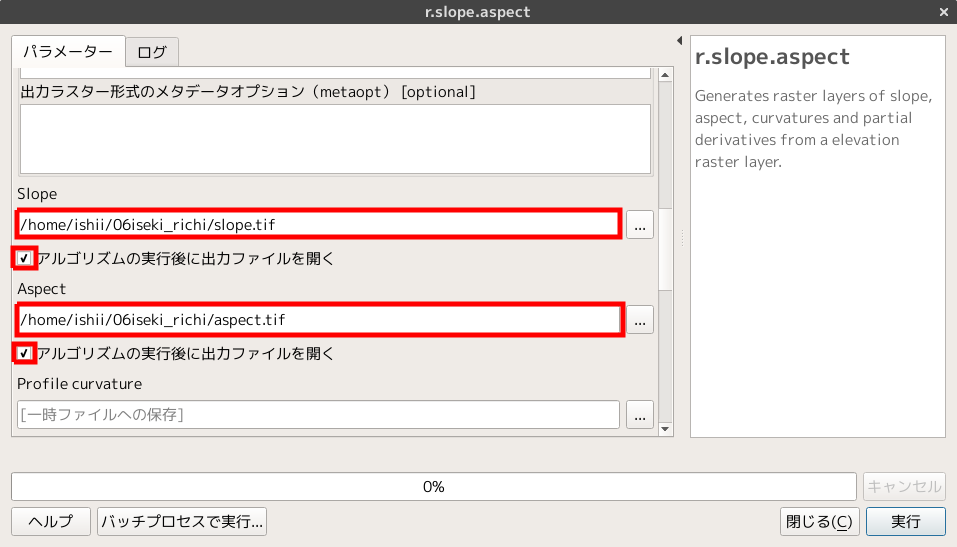 r.slope.aspect
パラメーター
ログ
出力ラスター形式のメタデータオプション（metaopt） [optional]
Slope
/home/ishii/06iseki_richi/slope.tif
...
アルゴリズムの実行後に出力ファイルを開く
Aspect
/home/ishii/06iseki_richi/aspect.tif
...
アルゴリズムの実行後に出力ファイルを開く
Profile curvature
[一時ファイルへの保存]
...
r.slope.aspect
Generates raster layers of slope,
aspect, curvatures and partial
derivatives from a elevation
raster layer.
0%
キャンセル
ヘルプ
バッチプロセスで実行...
閉じる(C)
実行